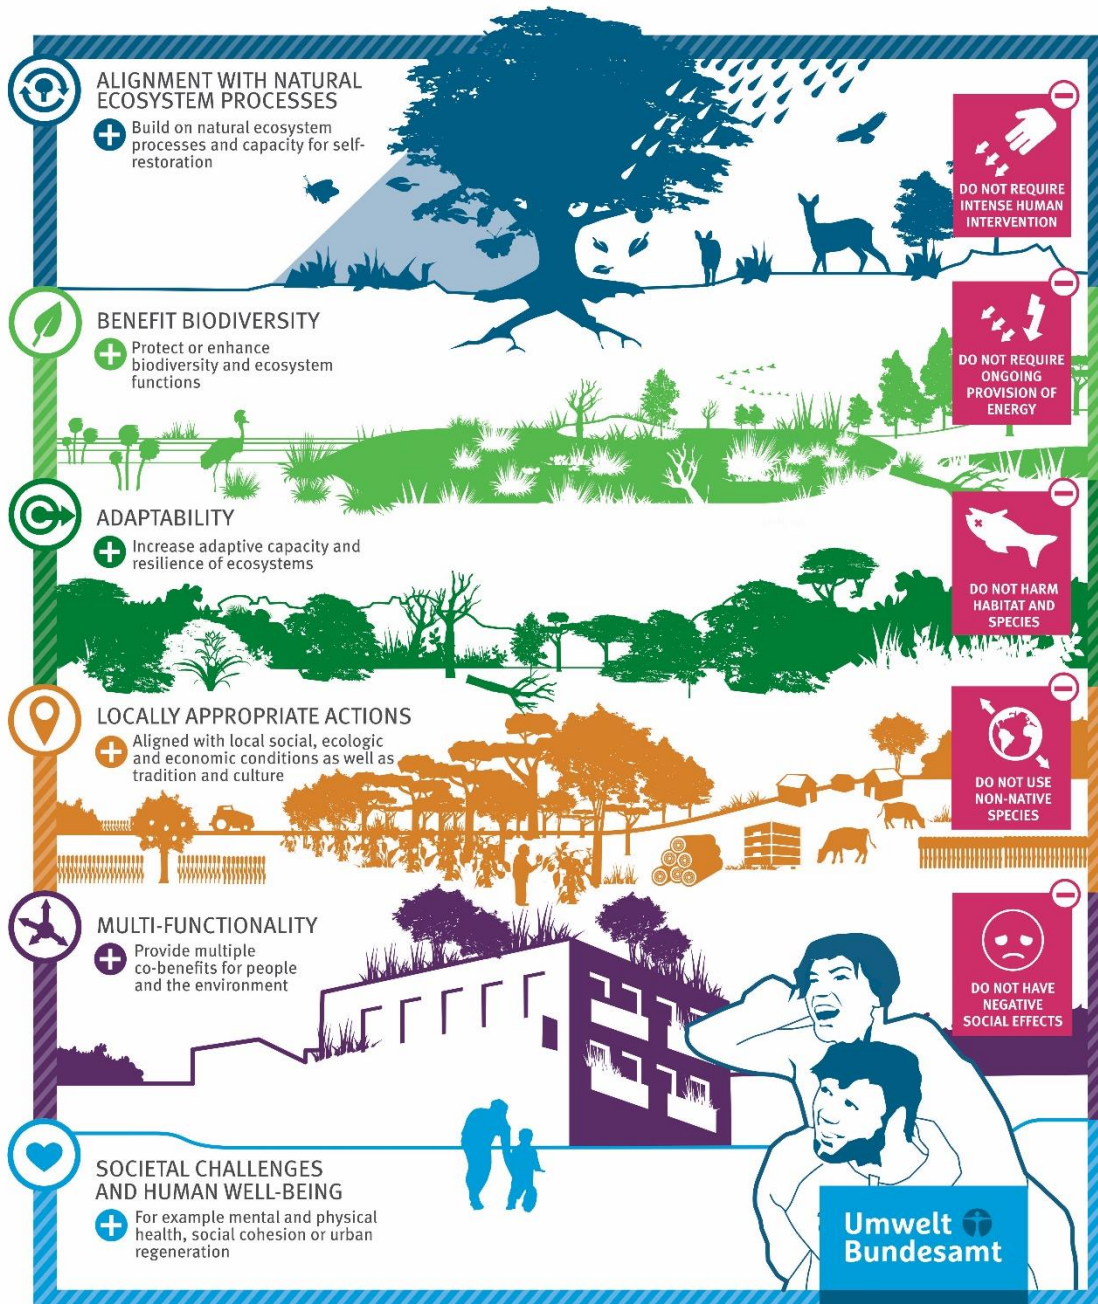 ALIGNMENT WITH NATURAL
ECOSYSTEM PROCESSES
Build on natural ecosystem
processes and capacity for self-
restoration
DO NOT REQUIRE
INTENSE HUMAN
INTERVENTION
BENEFIT BIODIVERSITY
Protect or enhance
biodiversity and ecosystem
functions
DO NOT REQUIRE
ONGOING
PROVISION OF
ENERGY
ADAPTABILITY
Increase adaptive capacity and
resilience of ecosystems
DO NOT HARM
HABITAT AND
SPECIES
LOCALLY APPROPRIATE ACTIONS
Aligned with local social, ecologic
and economic conditions as well as
tradition and culture
DO NOT USE
NON-NATIVE
SPECIES
MULTI-FUNCTIONALITY
Provide multiple
co-benefits for people
and the environment
DO NOT HAVE
NEGATIVE
SOCIAL EFFECTS
SOCIETAL CHALLENGES
AND HUMAN WELL-BEING
For example mental and physical
health, social cohesion or urban
regeneration
Umwelt
Bundesamt